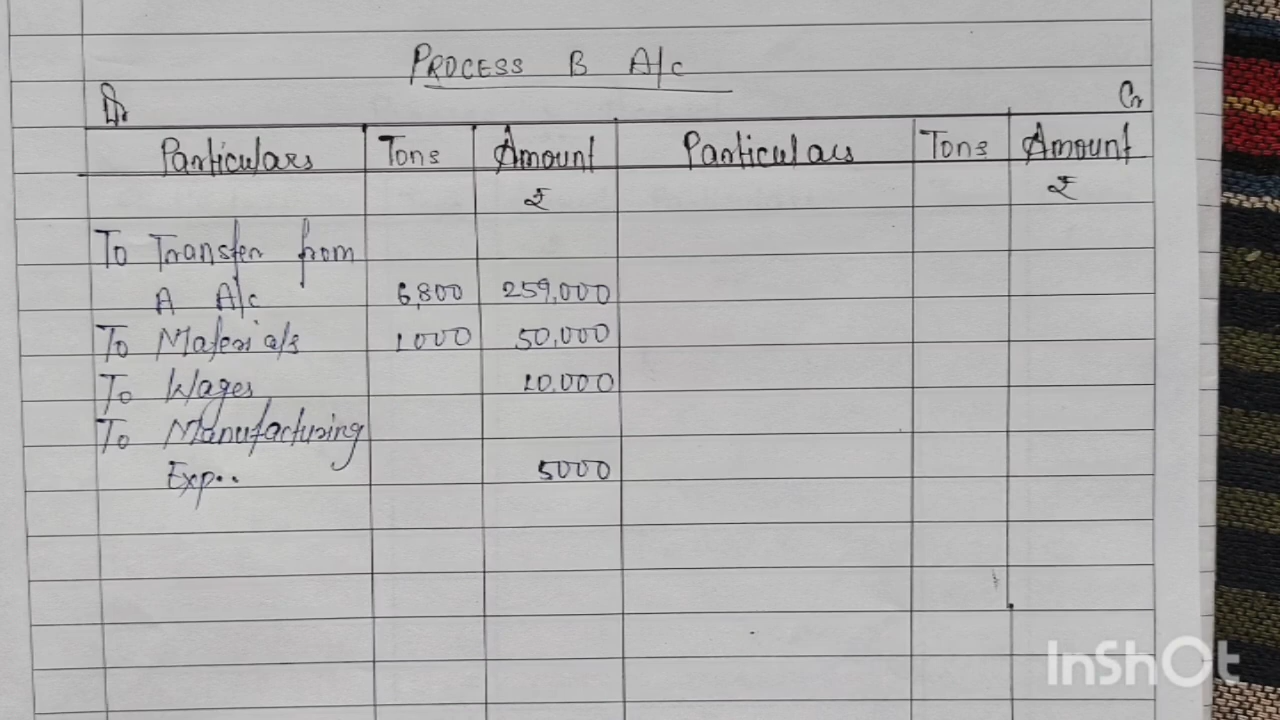 PROCESS B A/c
Dr Cr
Particulars Tons Amount Particulars Tons Amount
₹ ₹
To Transfer from
A A/c 6,800 259,000
To Materials 1000 50,000
To Wages 10,000
To Manufacturing
Exp.. 5000
InShOt